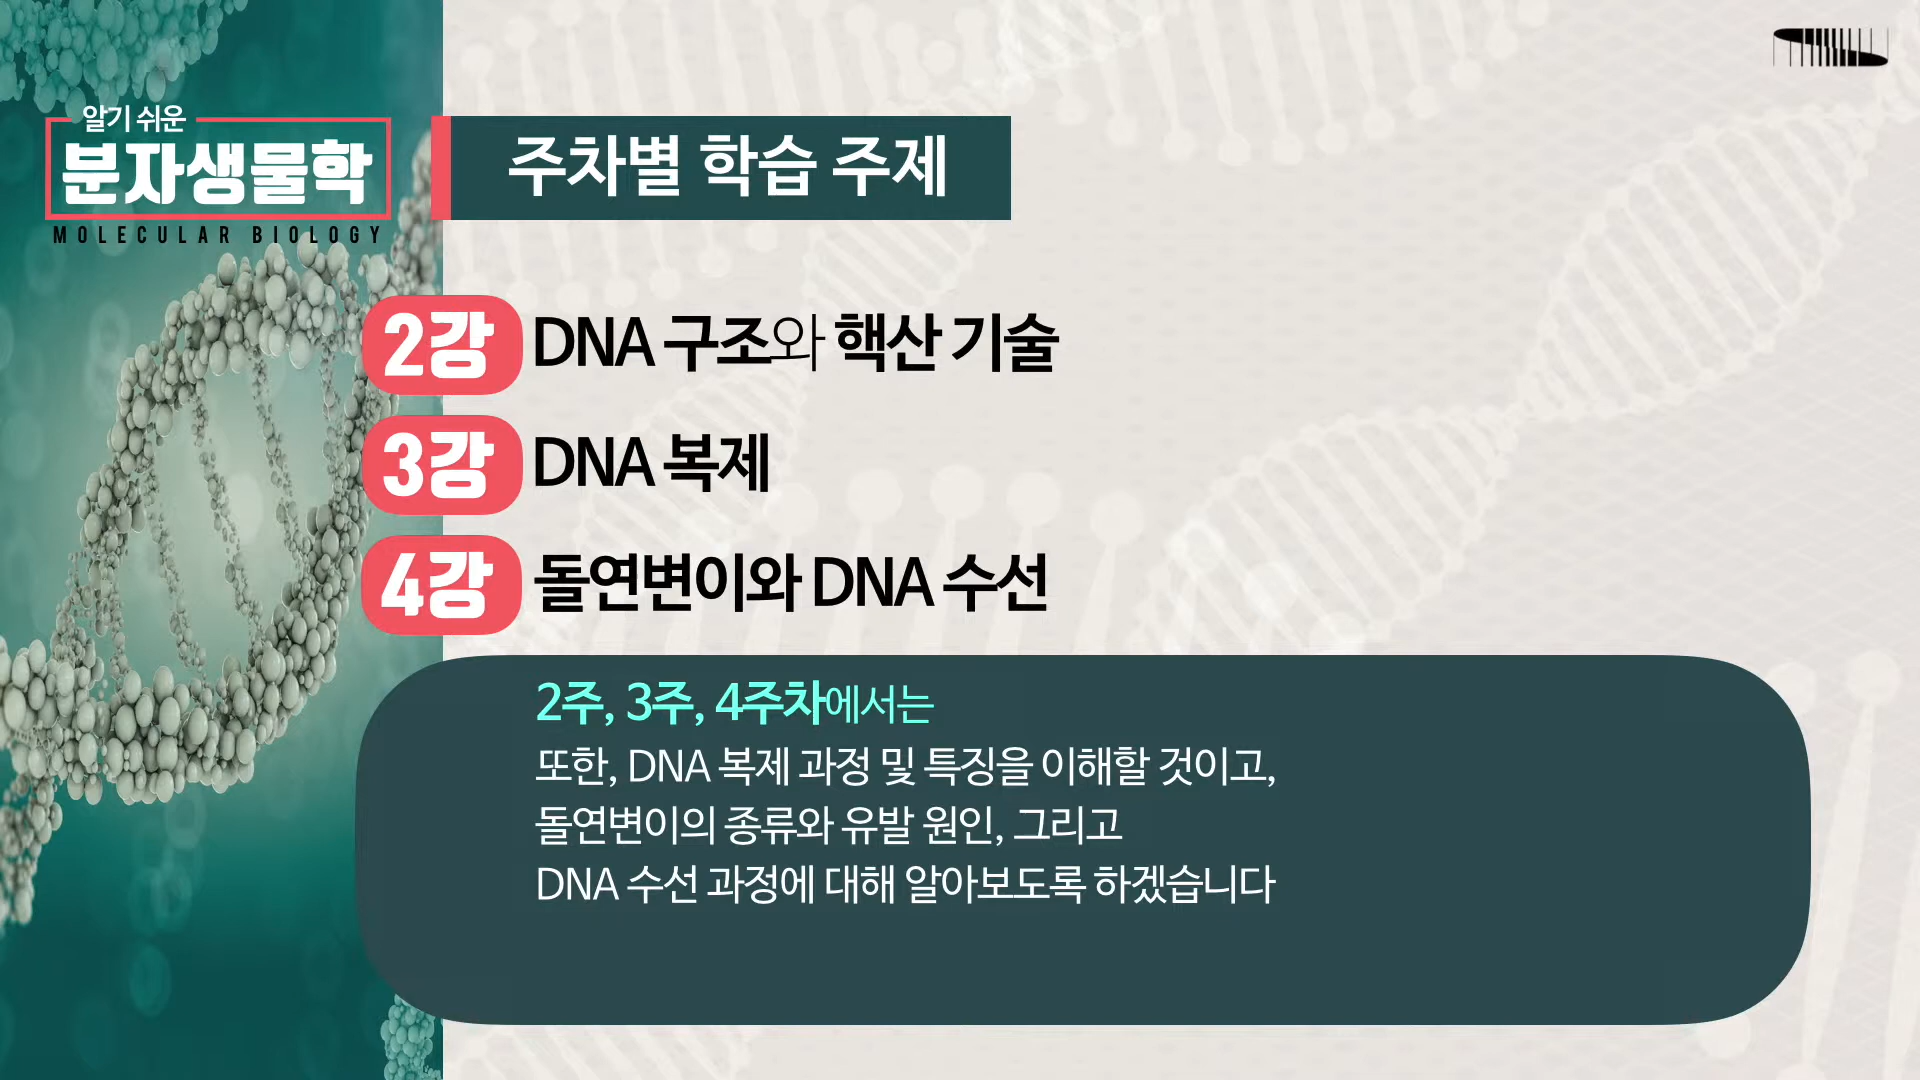 알기 쉬운
분자생물학
MOLECULAR BIOLOGY
주차별 학습 주제
2강 DNA 구조와 핵산 기술
3강 DNA 복제
4강 돌연변이와 DNA 수선
2주, 3주, 4주차에서는
또한, DNA 복제 과정 및 특징을 이해할 것이고,
돌연변이의 종류와 유발 원인, 그리고
DNA 수선 과정에 대해 알아보도록 하겠습니다